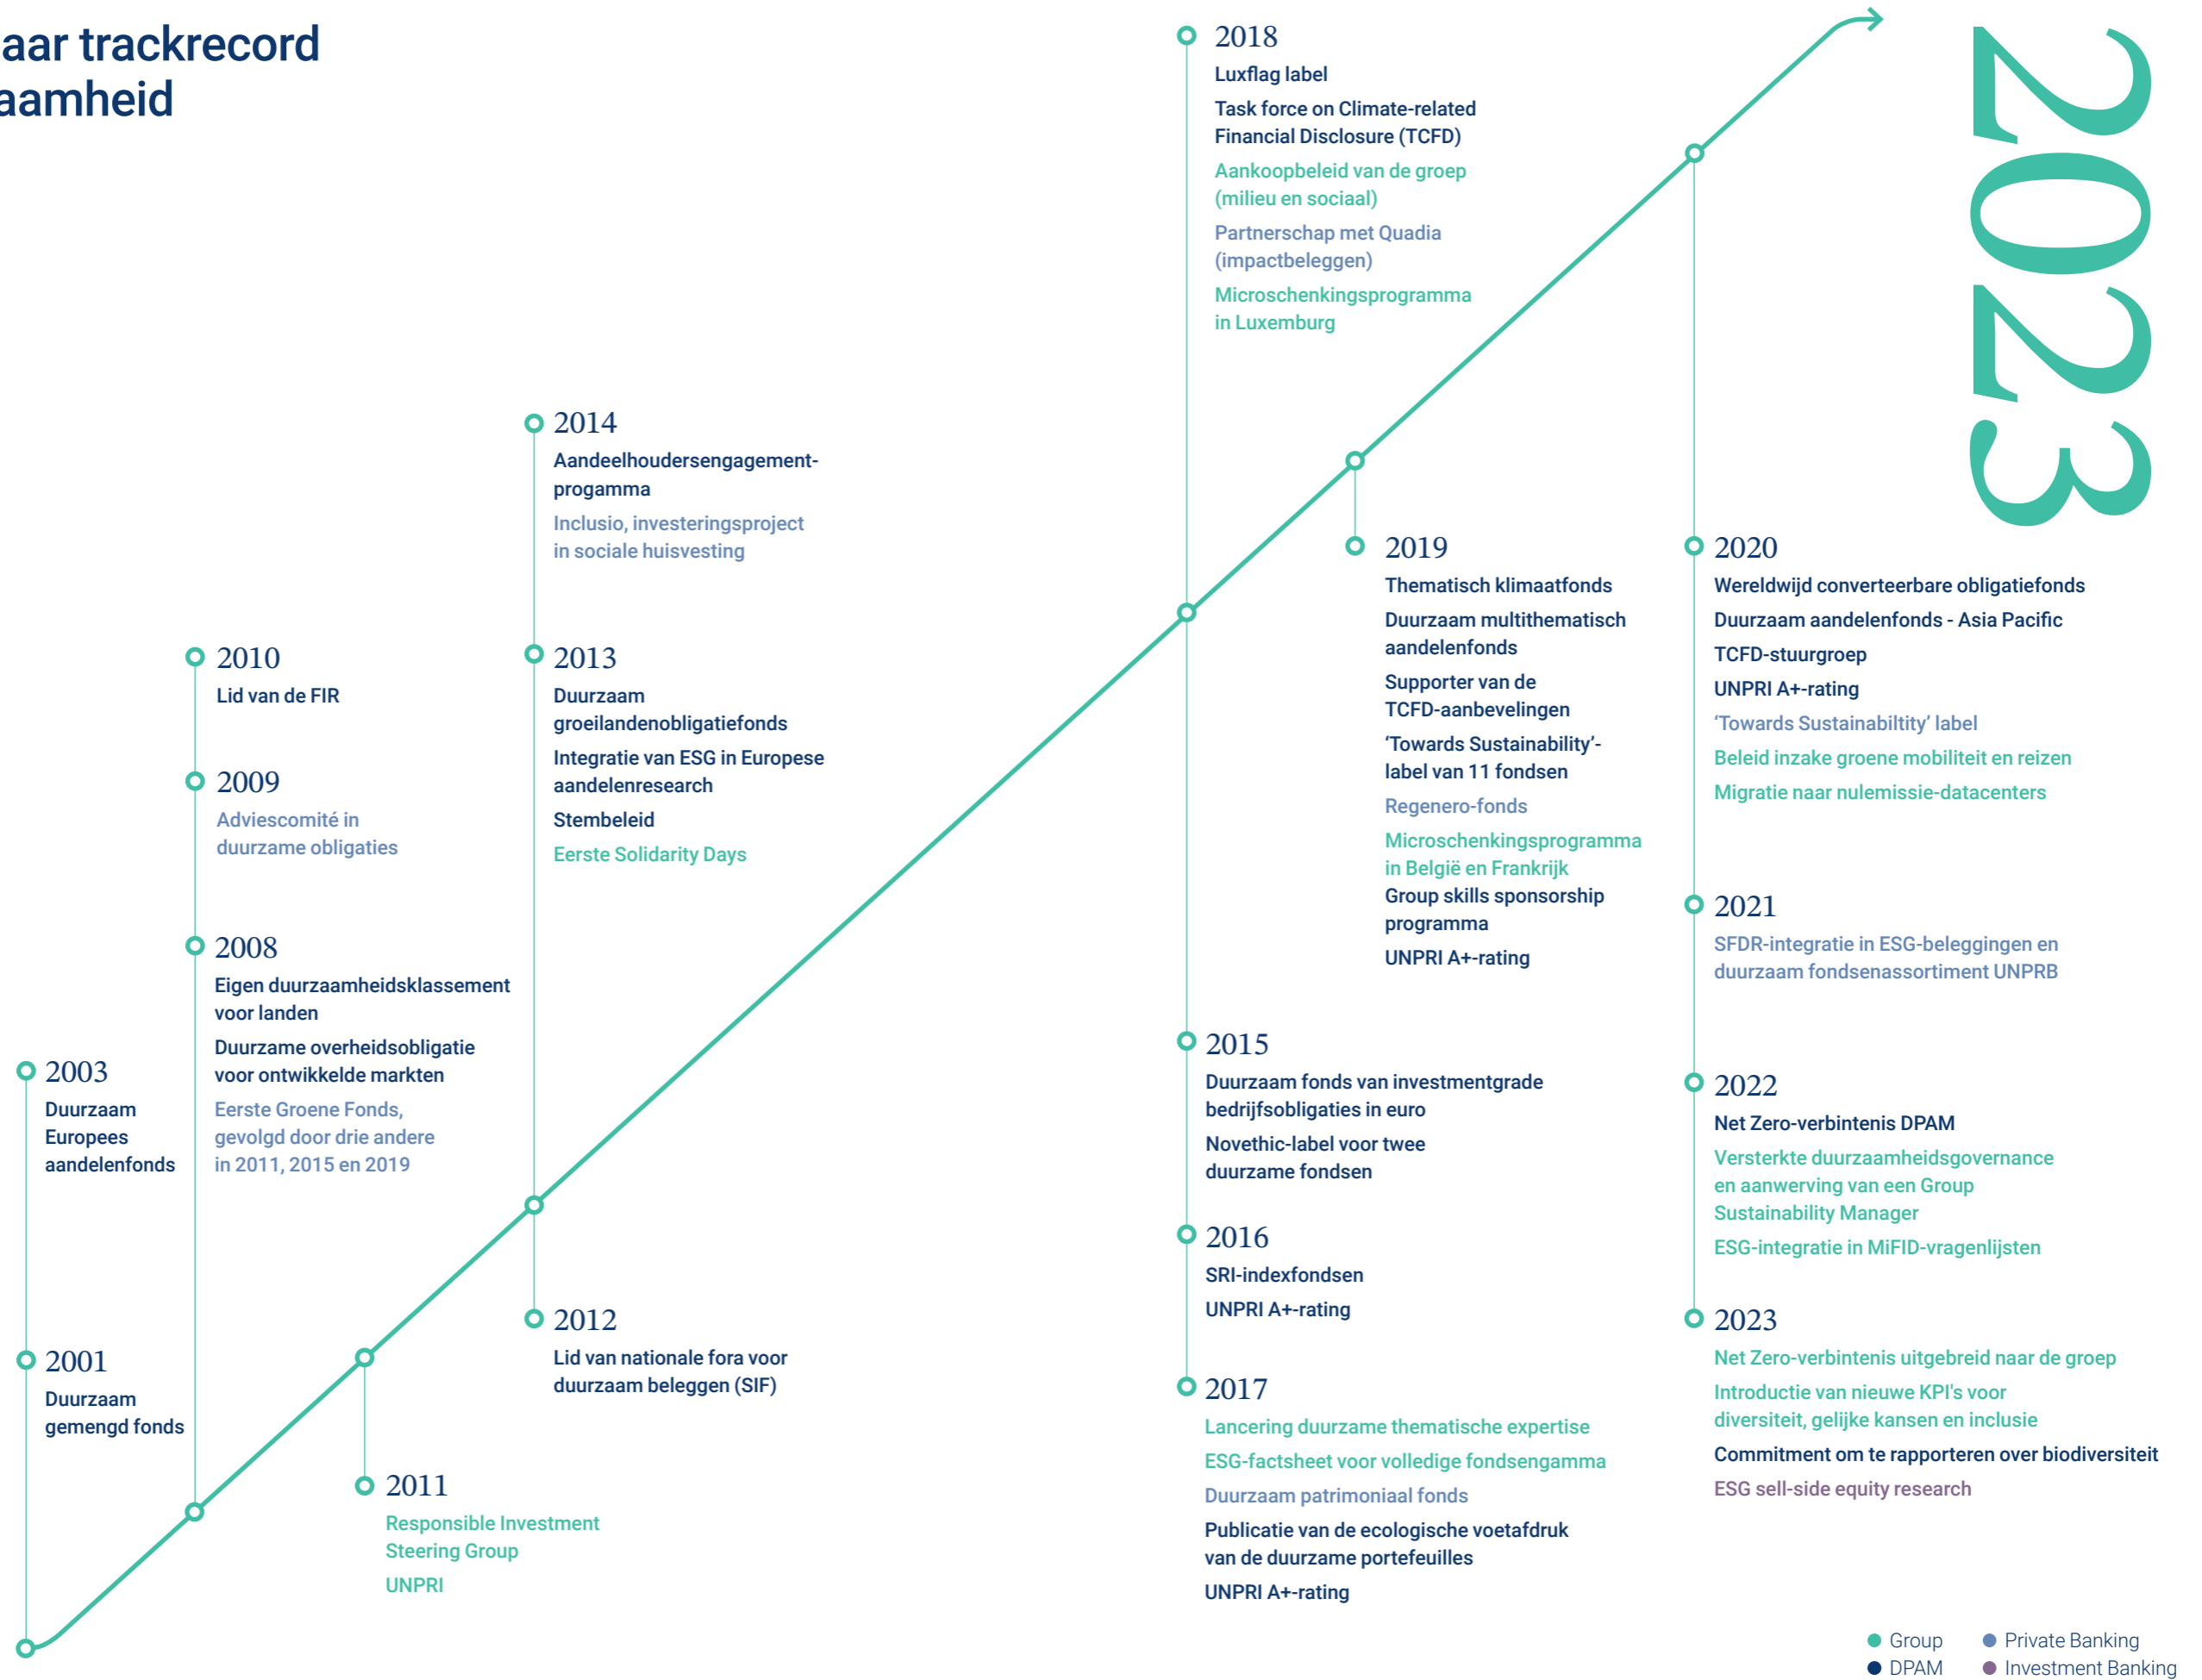 aar trackrecord
aamheid
2003
Duurzaam
Europees
aandelenfonds
2001
Duurzaam
gemengd fonds
2010
Lid van de FIR
2009
Adviescomité in
duurzame obligaties
2008
Eigen duurzaamheidsklassement
voor landen
Duurzame overheidsobligatie
voor ontwikkelde markten
Eerste Groene Fonds,
gevolgd door drie andere
in 2011, 2015 en 2019
2011
Responsible Investment
Steering Group
UNPRI
2014
Aandeelhoudersengagement-
progamma
Inclusio, investeringsproject
in sociale huisvesting
2013
Duurzaam
groeilandenobligatiefonds
Integratie van ESG in Europese
aandelenresearch
Stembeleid
Eerste Solidarity Days
2012
Lid van nationale fora voor
duurzaam beleggen (SIF)
2018
Luxflag label
Task force on Climate-related
Financial Disclosure (TCFD)
Aankoopbeleid van de groep
(milieu en sociaal)
Partnerschap met Quadia
(impactbeleggen)
Microschenkingsprogramma
in Luxemburg
2015
Duurzaam fonds van investmentgrade
bedrijfsobligaties in euro
Novethic-label voor twee
duurzame fondsen
2016
SRI-indexfondsen
UNPRI A+-rating
2017
Lancering duurzame thematische expertise
ESG-factsheet voor volledige fondsengamma
Duurzaam patrimoniaal fonds
Publicatie van de ecologische voetafdruk
van de duurzame portefeuilles
UNPRI A+-rating
2019
Thematisch klimaatfonds
Duurzaam multithematisch
aandelenfonds
Supporter van de
TCFD-aanbevelingen
‘Towards Sustainability’-
label van 11 fondsen
Regenero-fonds
Microschenkingsprogramma
in België en Frankrijk
Group skills sponsorship
programma
UNPRI A+-rating
2023
2020
Wereldwijd converteerbare obligatiefonds
Duurzaam aandelenfonds - Asia Pacific
TCFD-stuurgroep
UNPRI A+-rating
‘Towards Sustainabiltity’ label
Beleid inzake groene mobiliteit en reizen
Migratie naar nulemissie-datacenters
2021
SFDR-integratie in ESG-beleggingen en
duurzaam fondsenassortiment UNPRB
2022
Net Zero-verbintenis DPAM
Versterkte duurzaamheidsgovernance
en aanwerving van een Group
Sustainability Manager
ESG-integratie in MiFID-vragenlijsten
2023
Net Zero-verbintenis uitgebreid naar de groep
Introductie van nieuwe KPI's voor
diversiteit, gelijke kansen en inclusie
Commitment om te rapporteren over biodiversiteit
ESG sell-side equity research
Group
Private Banking
DPAM
Investment Banking